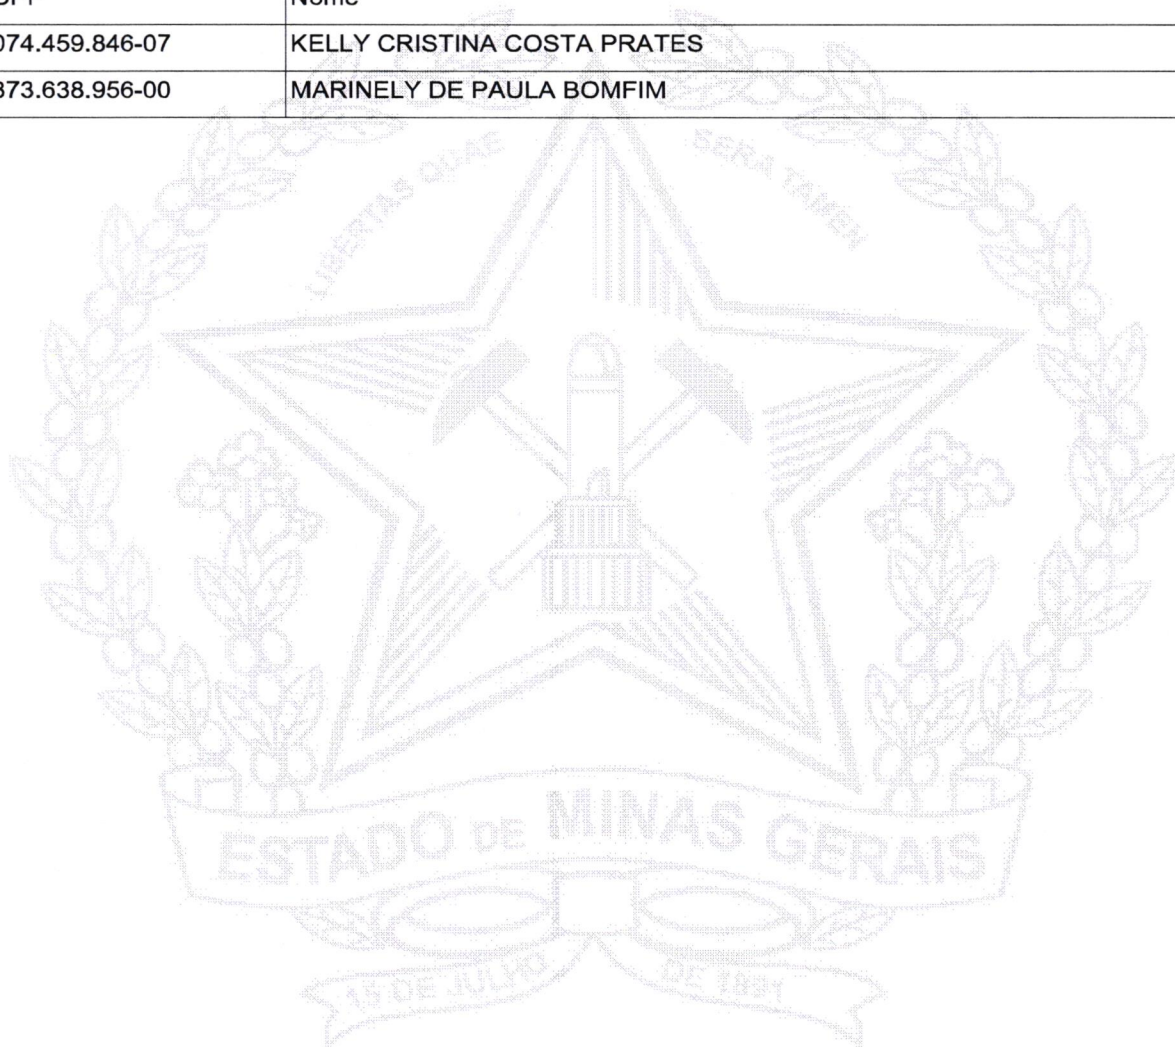 Nome
074.459.846-07 KELLY CRISTINA COSTA PRATES
873.638.956-00 MARINELY DE PAULA BOMFIM
LIBERTAS QUAE SERA TAMEN
ESTADO DE MINAS GERAIS
15 DE JULHO DE 1891